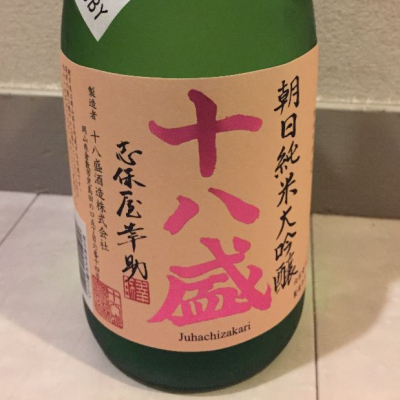 BY
朝日純米大吟醸
十八盛
Juhachizakari
志保屋幸助
製造者 十八盛酒造株式会社